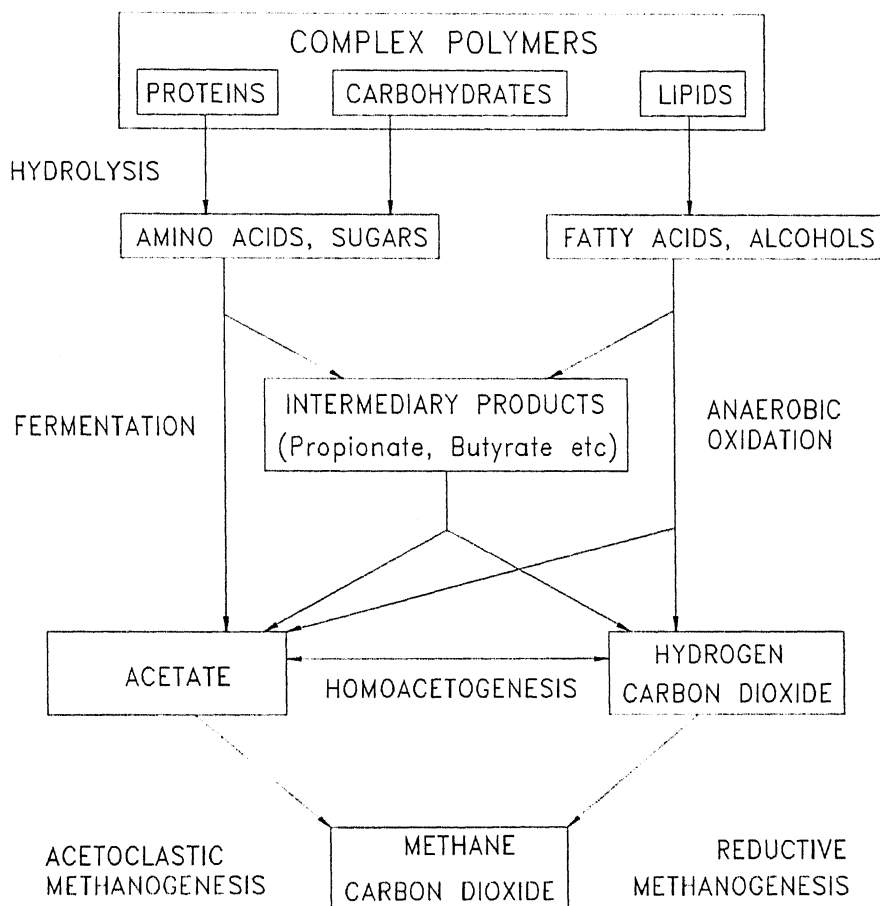 COMPLEX POLYMERS
PROTEINS
CARBOHYDRATES
LIPIDS
HYDROLYSIS
AMINO ACIDS, SUGARS
FATTY ACIDS, ALCOHOLS
INTERMEDIARY PRODUCTS
(Propionate, Butyrate etc)
FERMENTATION
ANAEROBIC
OXIDATION
ACETATE
HOMOACETOGENESIS
HYDROGEN
CARBON DIOXIDE
ACETOCLASTIC
METHANOGENESIS
METHANE
CARBON DIOXIDE
REDUCTIVE
METHANOGENESIS